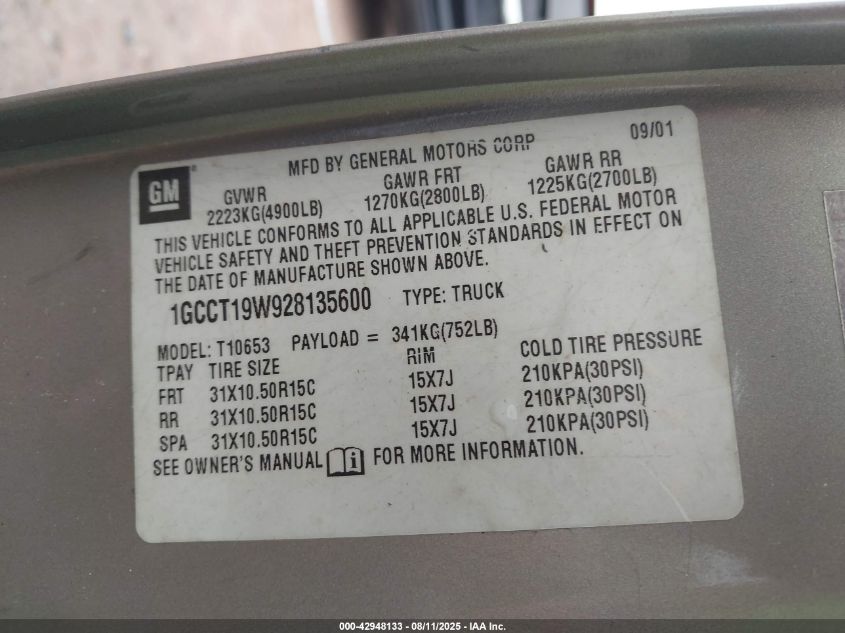 09/01
MFD BY GENERAL MOTORS CORP
GM
GVWR GAWR FRT GAWR RR
2223KG(4900LB) 1270KG(2800LB) 1225KG(2700LB)
THIS VEHICLE CONFORMS TO ALL APPLICABLE U.S. FEDERAL MOTOR
VEHICLE SAFETY AND THEFT PREVENTION STANDARDS IN EFFECT ON
THE DATE OF MANUFACTURE SHOWN ABOVE.
1GCCT19W928135600 TYPE: TRUCK
MODEL: T10653 PAYLOAD = 341KG(752LB)
TPAY TIRE SIZE RIM COLD TIRE PRESSURE
FRT 31X10.50R15C 15X7J 210KPA(30PSI)
RR 31X10.50R15C 15X7J 210KPA(30PSI)
SPA 31X10.50R15C 15X7J 210KPA(30PSI)
SEE OWNER'S MANUAL i FOR MORE INFORMATION.
000-42948133 - 08/11/2025 - IAA Inc.